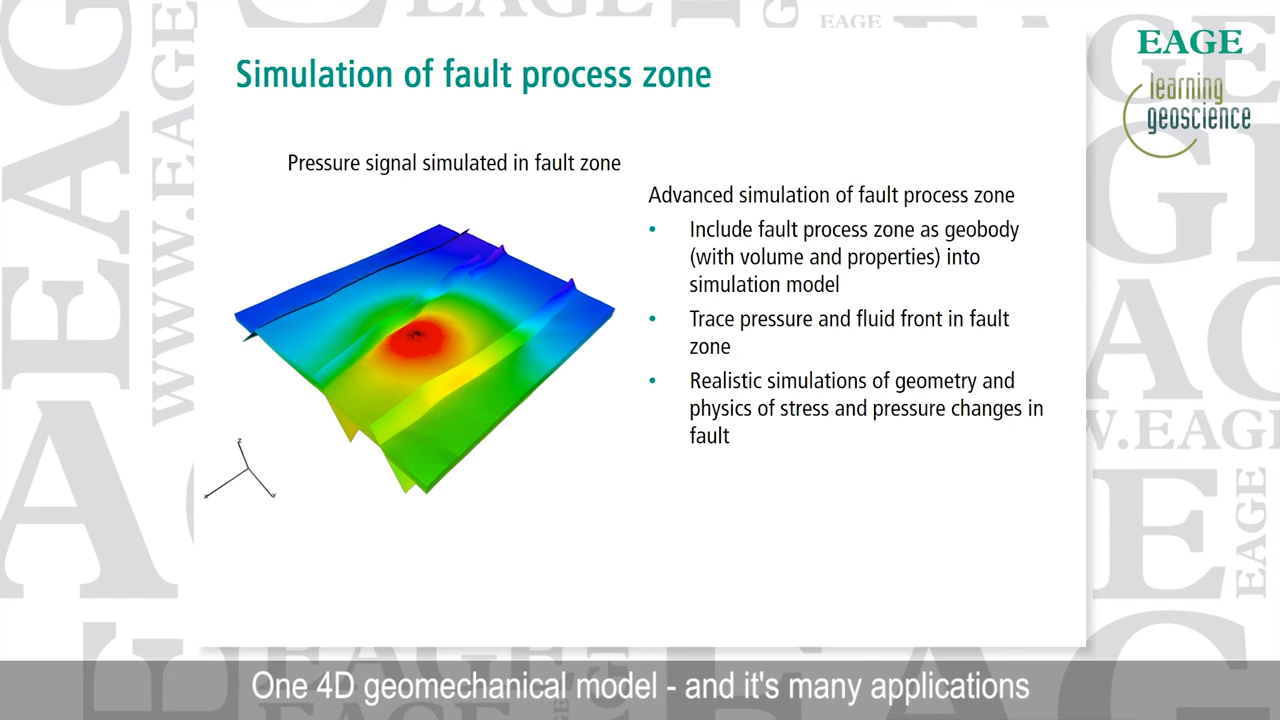 EAGE
learning
geoscience
Simulation of fault process zone
Pressure signal simulated in fault zone
Advanced simulation of fault process zone
• Include fault process zone as geobody
(with volume and properties) into
simulation model
• Trace pressure and fluid front in fault
zone
• Realistic simulations of geometry and
physics of stress and pressure changes in
fault
z
x
y
One 4D geomechanical model - and it's many applications